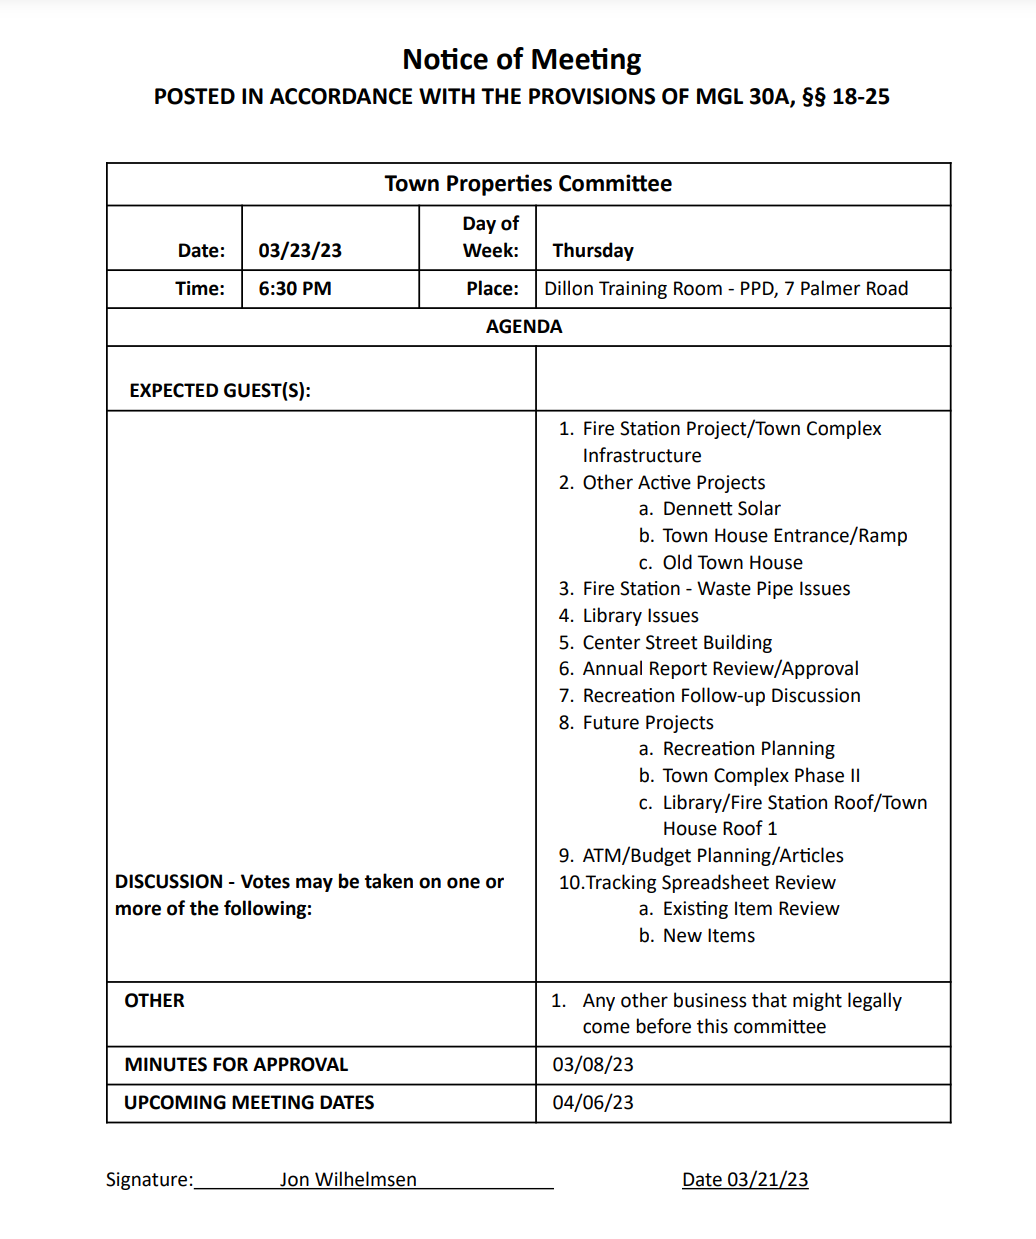 Notice of Meeting
POSTED IN ACCORDANCE WITH THE PROVISIONS OF MGL 30A, §§ 18-25
Town Properties Committee
Date: 03/23/23 Day of Week: Thursday
Time: 6:30 PM Place: Dillon Training Room - PPD, 7 Palmer Road
AGENDA
EXPECTED GUEST(S):
DISCUSSION - Votes may be taken on one or
more of the following:
1. Fire Station Project/Town Complex
Infrastructure
2. Other Active Projects
a. Dennett Solar
b. Town House Entrance/Ramp
c. Old Town House
3. Fire Station - Waste Pipe Issues
4. Library Issues
5. Center Street Building
6. Annual Report Review/Approval
7. Recreation Follow-up Discussion
8. Future Projects
a. Recreation Planning
b. Town Complex Phase II
c. Library/Fire Station Roof/Town
House Roof 1
9. ATM/Budget Planning/Articles
10.Tracking Spreadsheet Review
a. Existing Item Review
b. New Items
OTHER
1. Any other business that might legally
come before this committee
MINUTES FOR APPROVAL 03/08/23
UPCOMING MEETING DATES 04/06/23
Signature: Jon Wilhelmsen Date 03/21/23